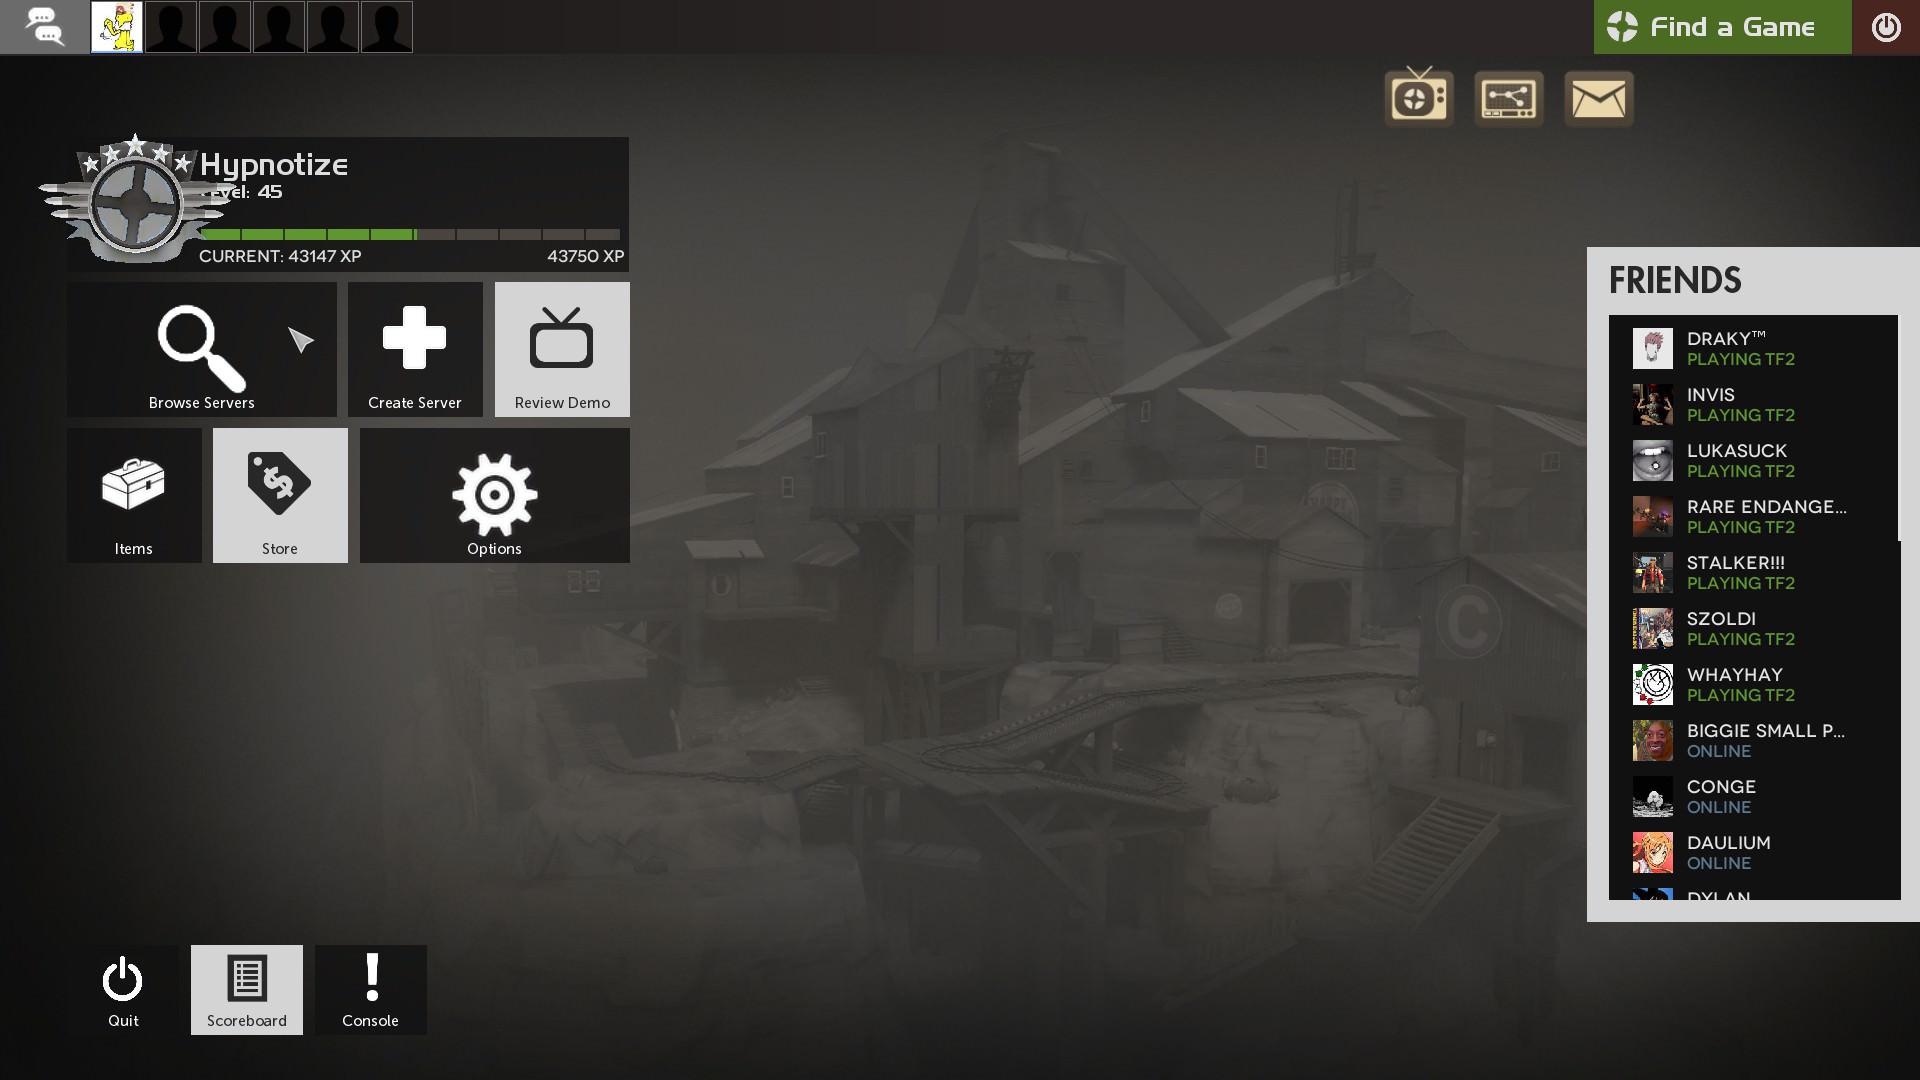 Find a Game
Hypnotize
Level: 45
CURRENT: 43147 XP
43750 XP
Browse Servers
Create Server
Review Demo
Items
Store
Options
FRIENDS
DRAKY™
PLAYING TF2
INVIS
PLAYING TF2
LUKASUCK
PLAYING TF2
RARE ENDANGE...
PLAYING TF2
STALKER!!!
PLAYING TF2
SZOLDI
PLAYING TF2
WHAYHAY
PLAYING TF2
BIGGIE SMALL P...
ONLINE
CONGE
ONLINE
DAULIUM
ONLINE
DYLAN
C
Quit
Scoreboard
Console